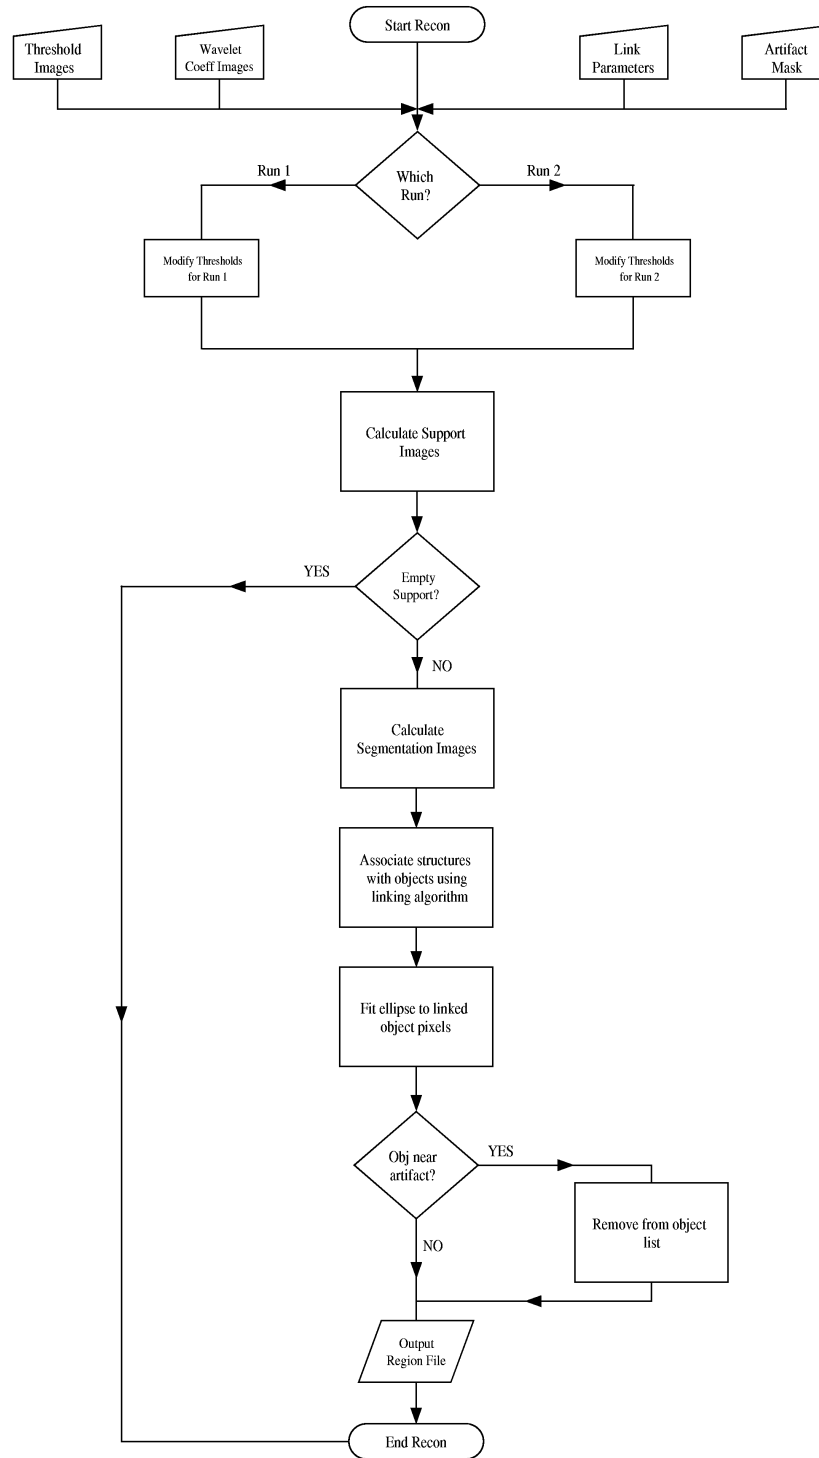 Start Recon
Threshold
Images
Wavelet
Coeff Images
Link
Parameters
Artifact
Mask
Which
Run?
Run 1
Run 2
Modify Thresholds
for Run 1
Modify Thresholds
for Run 2
Calculate Support
Images
Empty
Support?
YES
NO
Calculate
Segmentation Images
Associate structures
with objects using
linking algorithm
Fit ellipse to linked
object pixels
Obj near
artifact?
YES
NO
Remove from object
list
Output
Region File
End Recon